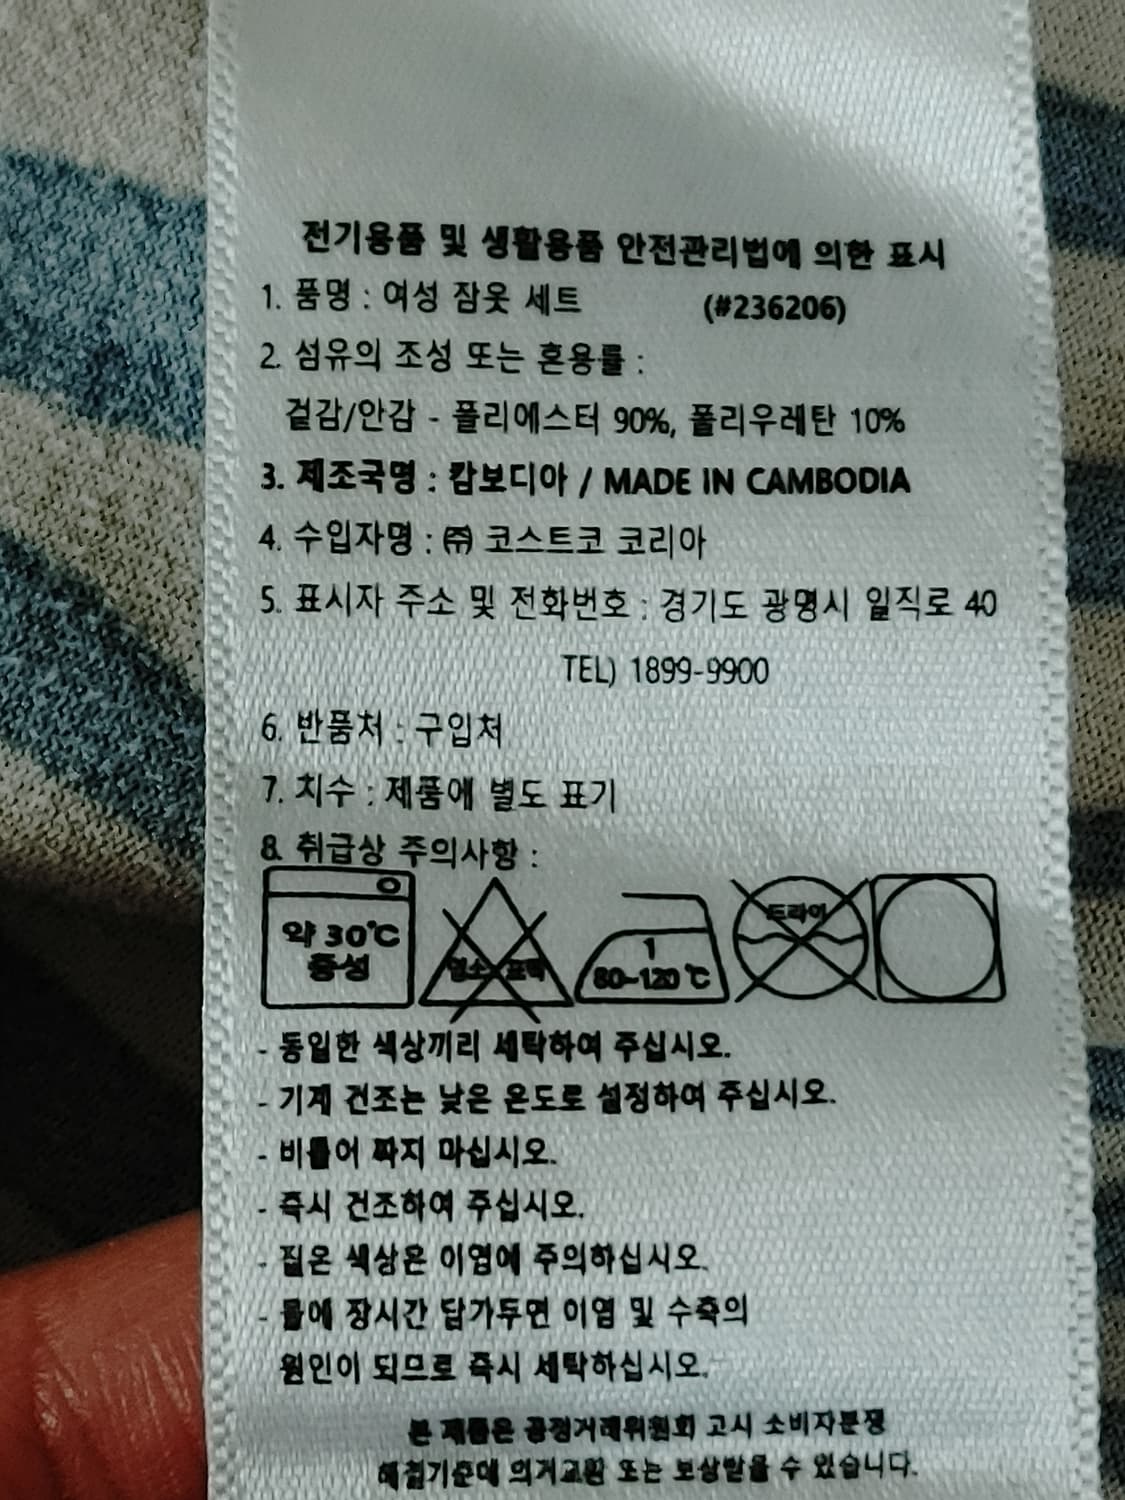 전기용품 및 생활용품 안전관리법에 의한 표시
1. 품명 : 여성 잠옷 세트 (#236206)
2. 섬유의 조성 또는 혼용률 :
겉감/안감 - 폴리에스터 90%, 폴리우레탄 10%
3. 제조국명 : 캄보디아 / MADE IN CAMBODIA
4. 수입자명 : ㈜ 코스트코 코리아
5. 표시자 주소 및 전화번호 : 경기도 광명시 일직로 40
TEL) 1899-9900
6. 반품처 : 구입처
7. 치수 : 제품에 별도 표기
8. 취급상 주의사항 :
약 30℃
중성
염소 표백
1
80~120℃
드라이
- 동일한 색상끼리 세탁하여 주십시오.
- 기계 건조는 낮은 온도로 설정하여 주십시오.
- 비틀어 짜지 마십시오.
- 즉시 건조하여 주십시오.
- 짙은 색상은 이염에 주의하십시오.
- 물에 장시간 담가두면 이염 및 수축의
원인이 되므로 즉시 세탁하십시오.
본 제품은 공정거래위원회 고시 소비자분쟁
해결기준에 의거교환 또는 보상받을 수 있습니다.